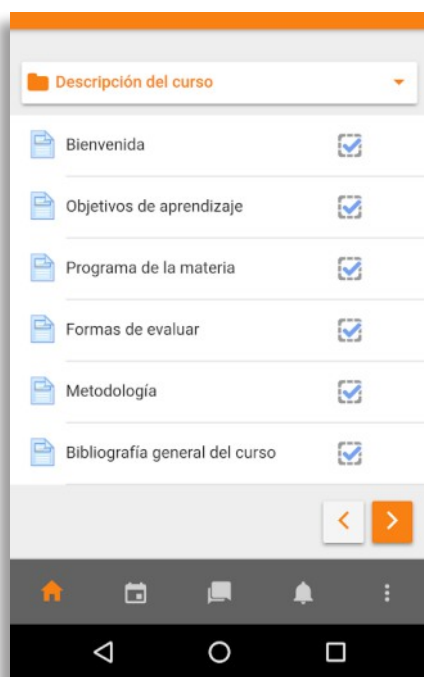 Descripción del curso
Bienvenida
Objetivos de aprendizaje
Programa de la materia
Formas de evaluar
Metodología
Bibliografía general del curso